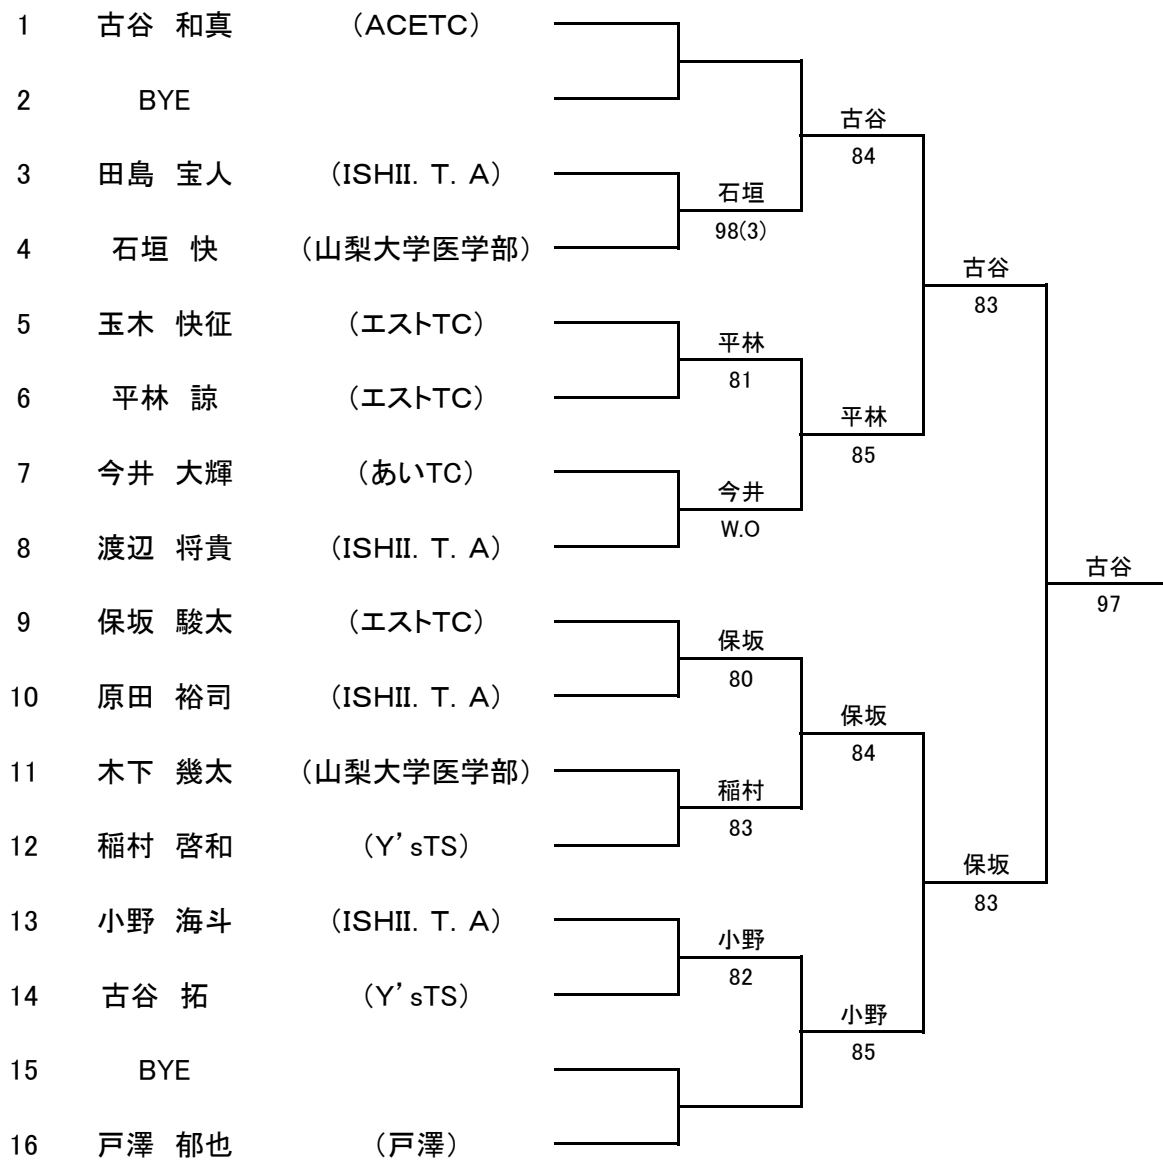 1 古谷 和真 (ACETC)
2 BYE
古谷
84
3 田島 宝人 (ISHII. T. A)
石垣
98(3)
4 石垣 快 (山梨大学医学部)
古谷
83
5 玉木 快征 (エストTC)
平林
81
6 平林 諒 (エストTC)
平林
85
7 今井 大輝 (あいTC)
今井
W.O
8 渡辺 将貴 (ISHII. T. A)
古谷
97
9 保坂 駿太 (エストTC)
保坂
80
10 原田 裕司 (ISHII. T. A)
保坂
84
11 木下 幾太 (山梨大学医学部)
稲村
83
12 稲村 啓和 (Y'sTS)
保坂
83
13 小野 海斗 (ISHII. T. A)
小野
82
14 古谷 拓 (Y'sTS)
小野
85
15 BYE
16 戸澤 郁也 (戸澤)